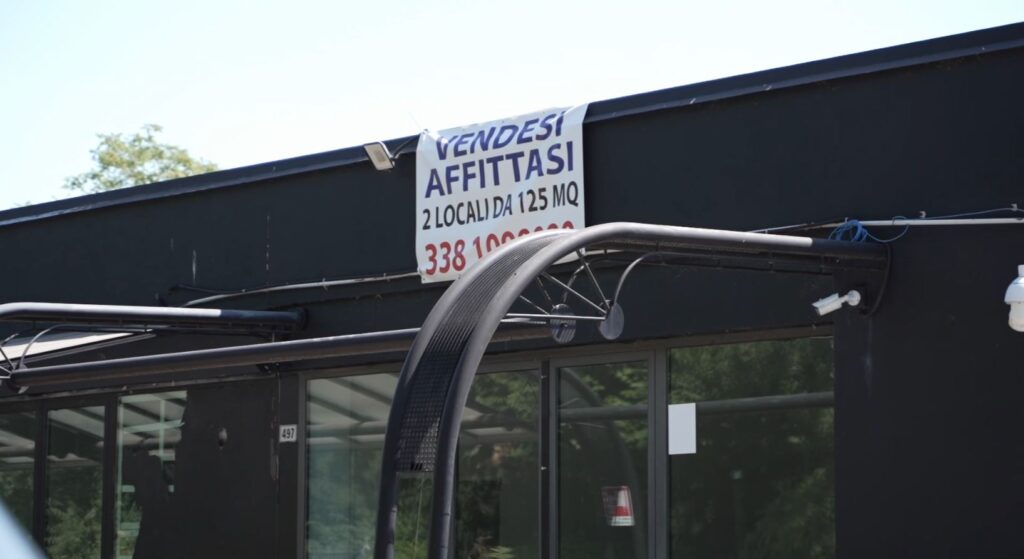 VENDESI
AFFITTASI
2 LOCALI DA 125 MQ
338
497